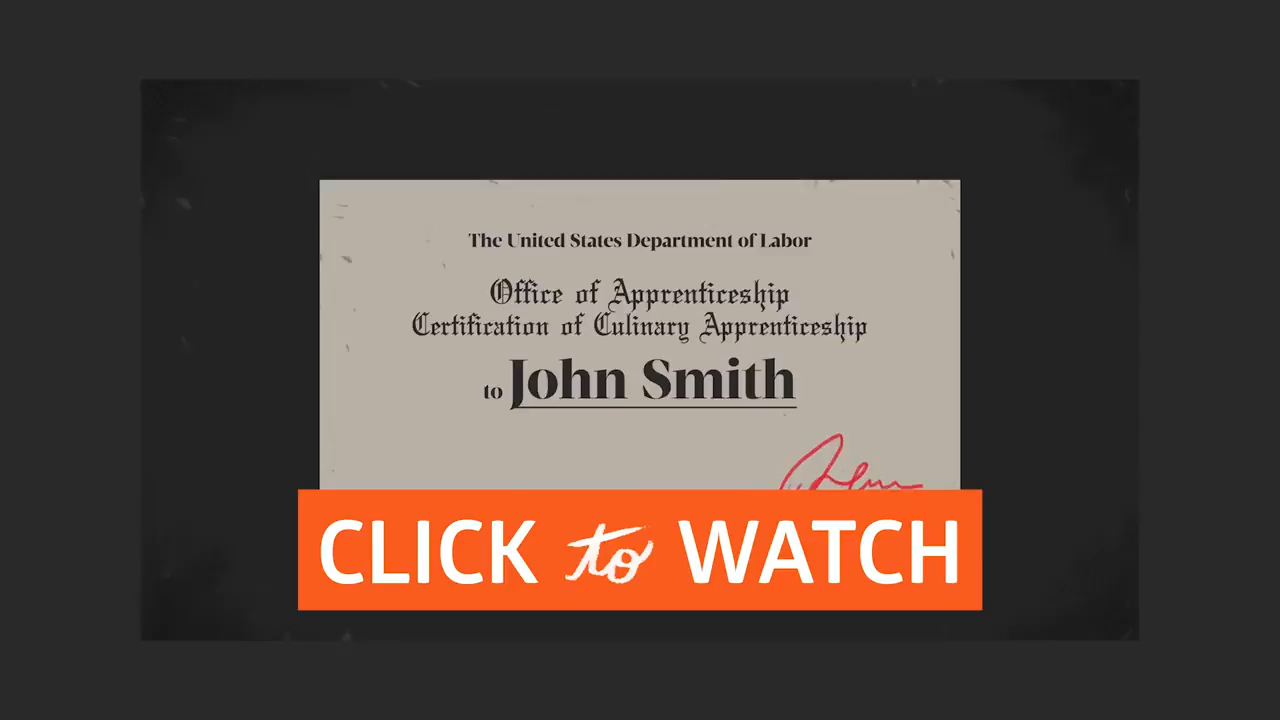 The United States Department of Labor
Office of Apprenticeship
Certification of Culinary Apprenticeship
to John Smith
CLICK to WATCH